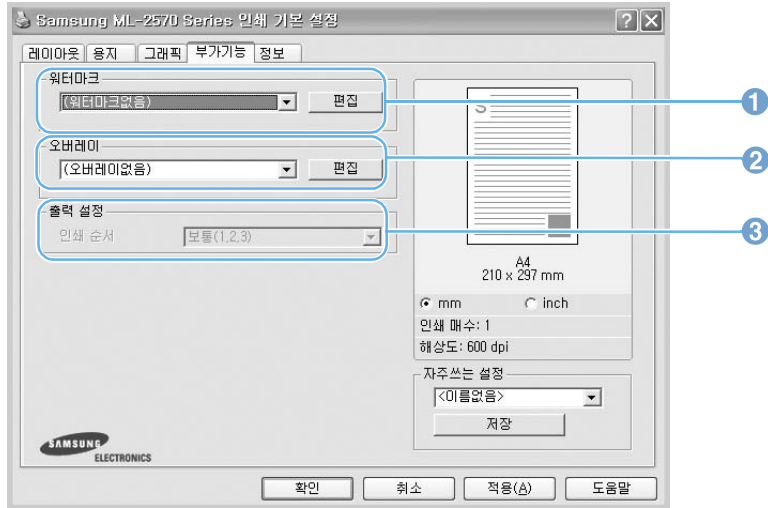 Samsung ML-2570 Series 인쇄 기본 설정
레이아웃 용지 그래픽 부가기능 정보
워터마크
(워터마크없음) 편집
1
오버레이
(오버레이없음) 편집
2
출력 설정
인쇄 순서 보통(1,2,3)
3
S
A4
210 x 297 mm
mm inch
인쇄 매수: 1
해상도: 600 dpi
자주쓰는 설정
<이름없음>
저장
SAMSUNG
ELECTRONICS
확인 취소 적용(A) 도움말